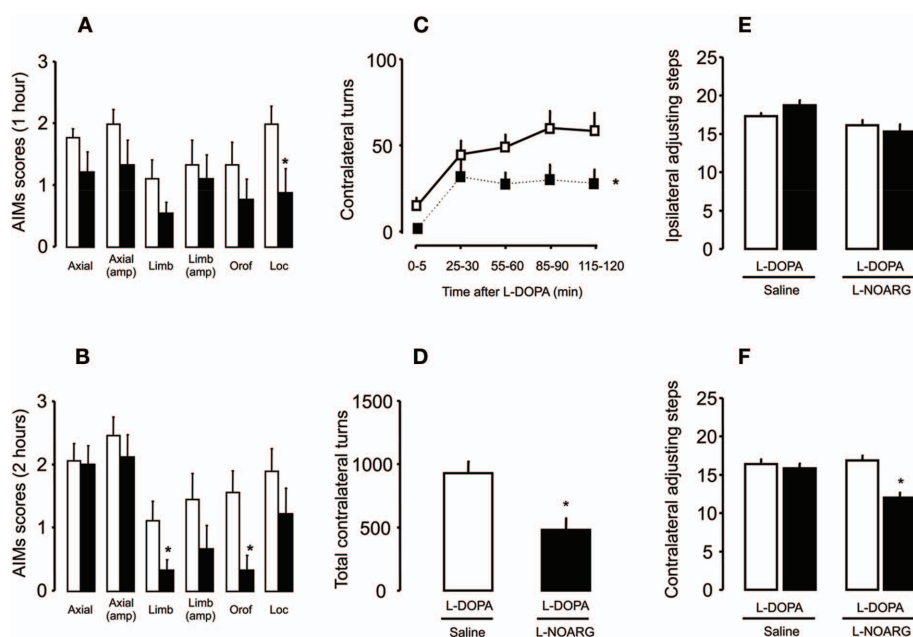 A
AIMs scores (1 hour)
3
2
1
0
Axial
Axial
(amp)
Limb
Limb
(amp)
Orof
Loc
*
B
AIMs scores (2 hours)
3
2
1
0
Axial
Axial
(amp)
Limb
Limb
(amp)
Orof
Loc
*
*
C
Contralateral turns
100
50
0
*
0-5
25-30
55-60
85-90
115-120
Time after L-DOPA (min)
D
Total contralateral turns
1500
1000
500
0
*
L-DOPA
L-DOPA
Saline
L-NOARG
E
Ipsilateral adjusting steps
25
20
15
10
5
0
L-DOPA
L-DOPA
Saline
L-NOARG
F
Contralateral adjusting steps
25
20
15
10
5
0
*
L-DOPA
L-DOPA
Saline
L-NOARG